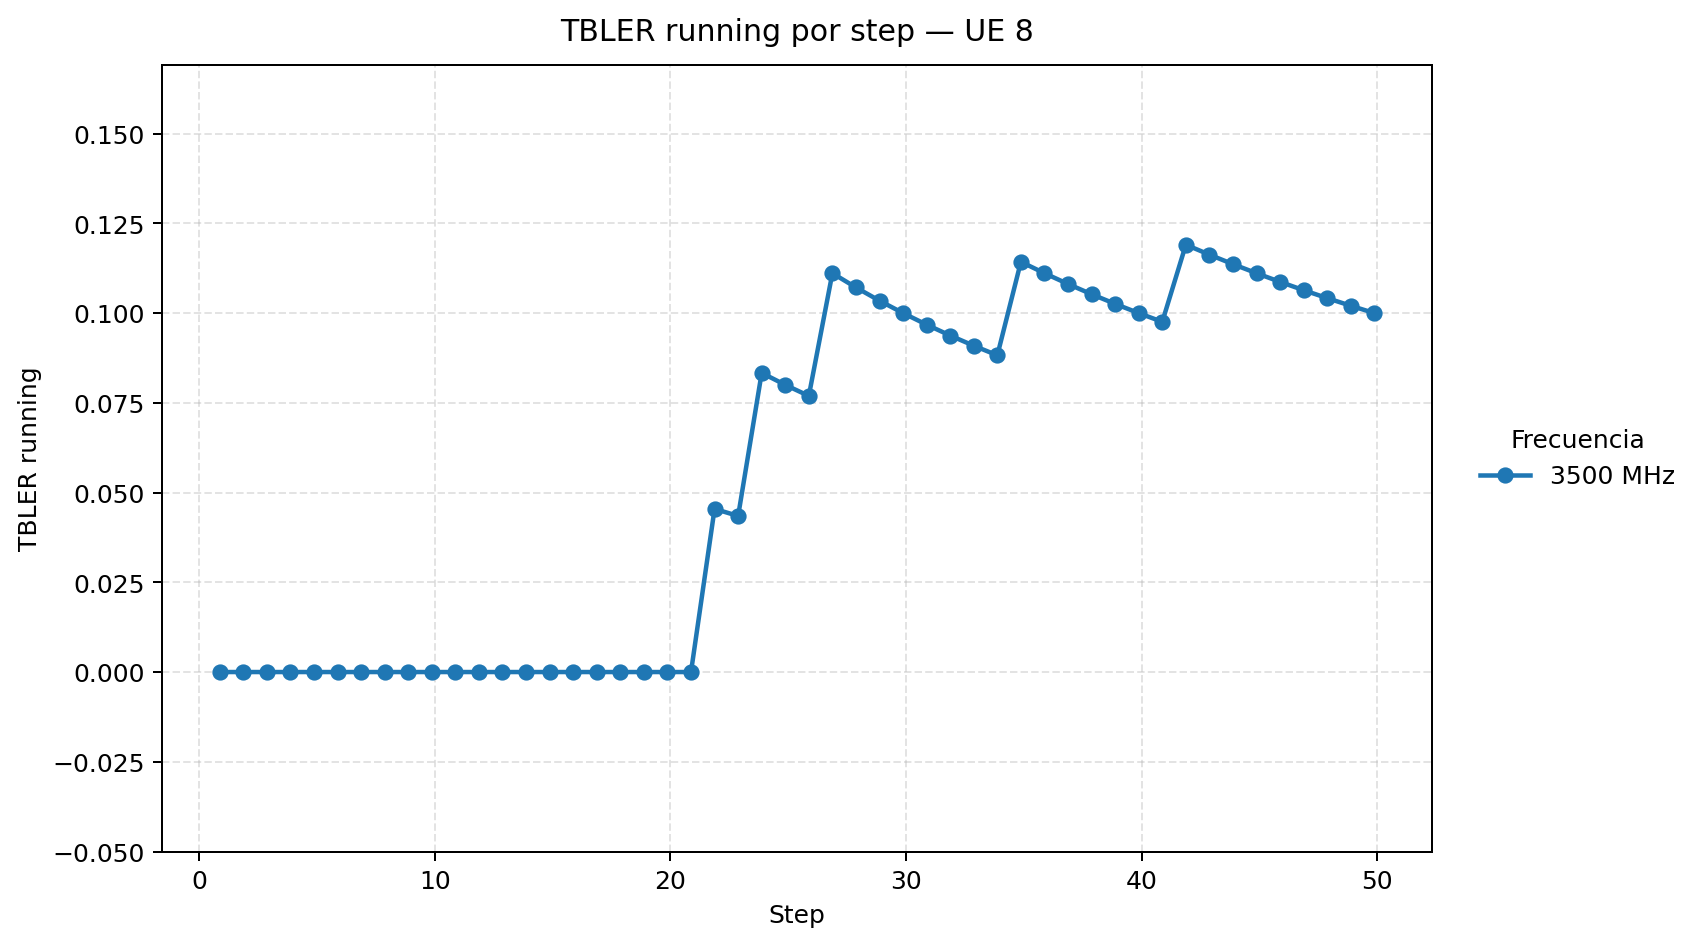 TBLER running por step — UE 8
0.150
0.125
0.100
0.075
0.050
0.025
0.000
−0.025
−0.050
TBLER running
0 10 20 30 40 50
Step
Frecuencia
3500 MHz